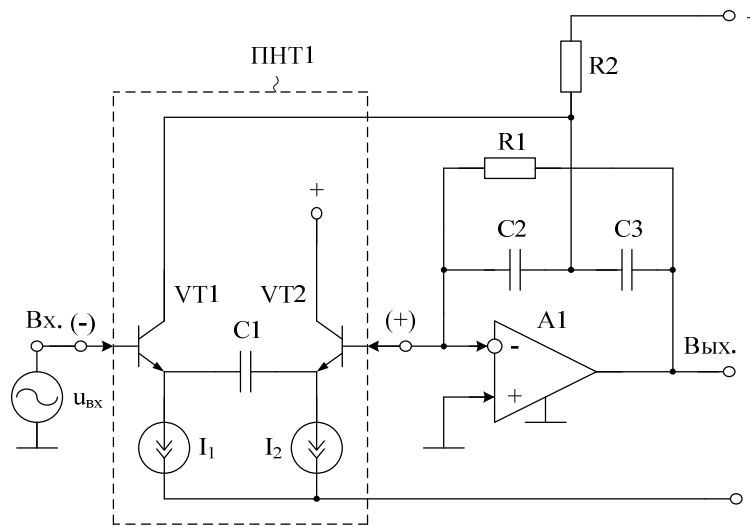 +
ПНТ1
R2
R1
+
C2
C3
VT1
VT2
Вх.
(-)
C1
(+)
A1
-
Вых.
uвх
+
I1
I2